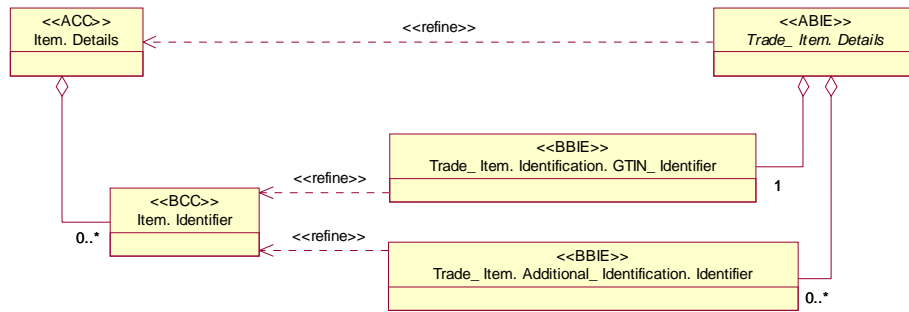 <<ACC>>
Item. Details
<<refine>>
<<ABIE>>
Trade_ Item. Details
<<BBIE>>
Trade_ Item. Identification. GTIN_ Identifier
1
<<refine>>
<<BCC>>
Item. Identifier
0..*
<<refine>>
<<BBIE>>
Trade_ Item. Additional_ Identification. Identifier
0..*